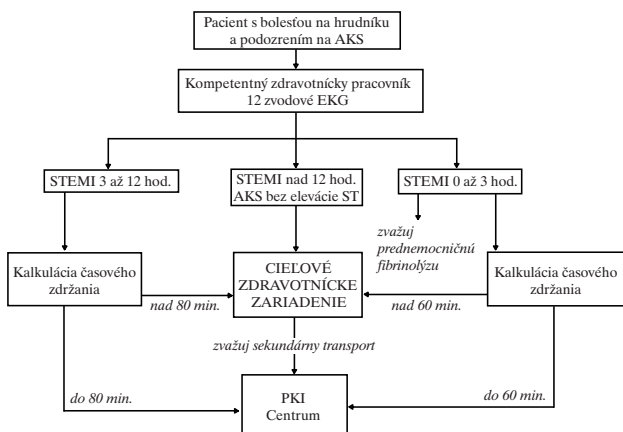 Pacient s bolesťou na hrudníku
a podozrením na AKS
Kompetentný zdravotnícky pracovník
12 zvodové EKG
STEMI 3 až 12 hod.
STEMI nad 12 hod.
AKS bez elevácie ST
STEMI 0 až 3 hod.
zvažuj
prednemocničnú
fibrinolýzu
Kalkulácia časového
zdržania
CIEĽOVÉ
ZDRAVOTNÍCKE
ZARIADENIE
Kalkulácia časového
zdržania
nad 80 min.
nad 60 min.
zvažuj sekundárny transport
do 80 min.
PKI
Centrum
do 60 min.